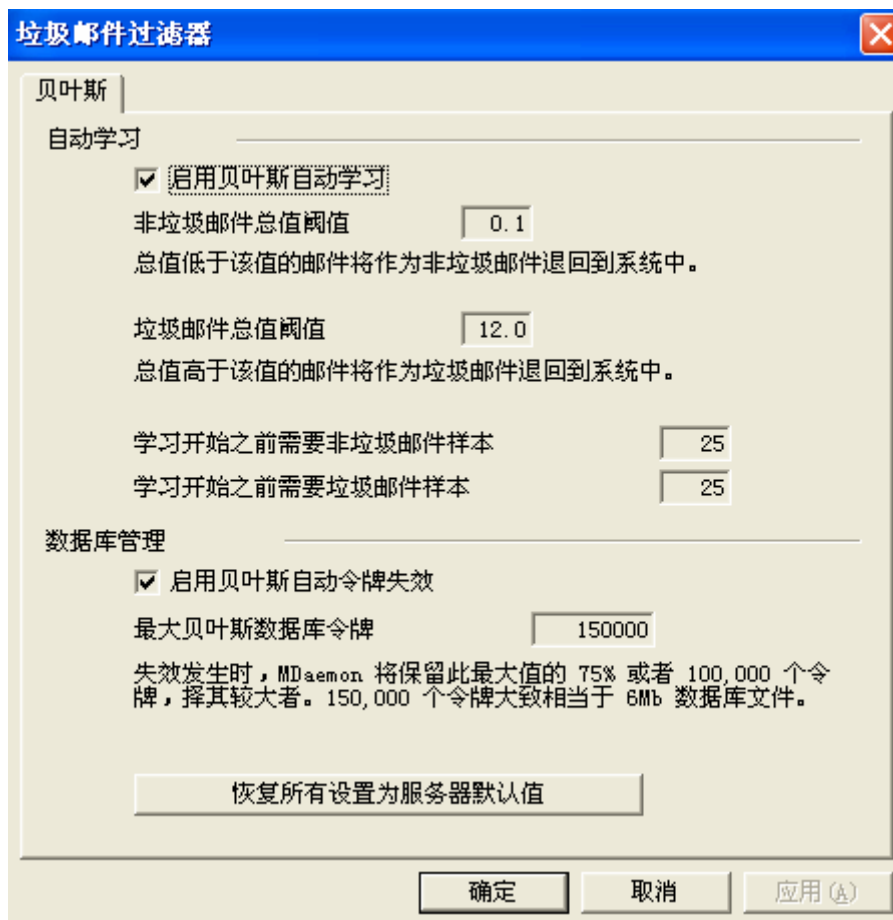 垃圾邮件过滤器
贝叶斯
自动学习
启用贝叶斯自动学习
非垃圾邮件总值阈值 0.1
总值低于该值的邮件将作为非垃圾邮件退回到系统中。
垃圾邮件总值阈值 12.0
总值高于该值的邮件将作为垃圾邮件退回到系统中。
学习开始之前需要非垃圾邮件样本 25
学习开始之前需要垃圾邮件样本 25
数据库管理
启用贝叶斯自动令牌失效
最大贝叶斯数据库令牌 150000
失效发生时，MDaemon 将保留此最大值的 75% 或者 100,000 个令
牌，择其较大者。150,000 个令牌大致相当于 6Mb 数据库文件。
恢复所有设置为服务器默认值
确定 取消 应用(A)